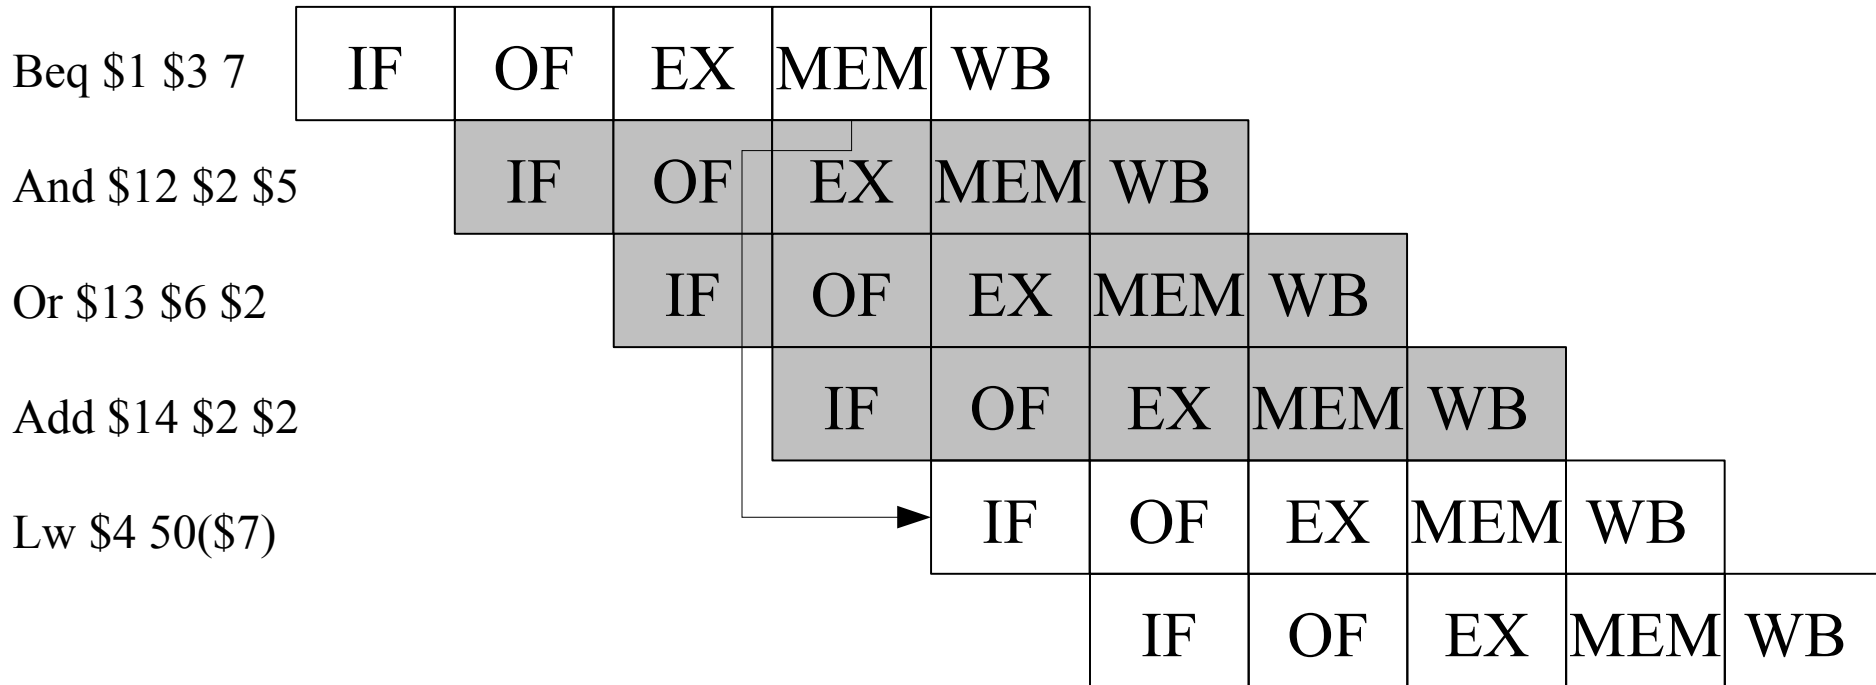 Beq $1 $3 7 IF OF EX MEM WB
And $12 $2 $5 IF OF EX MEM WB
Or $13 $6 $2 IF OF EX MEM WB
Add $14 $2 $2 IF OF EX MEM WB
Lw $4 50($7) IF OF EX MEM WB
IF OF EX MEM WB